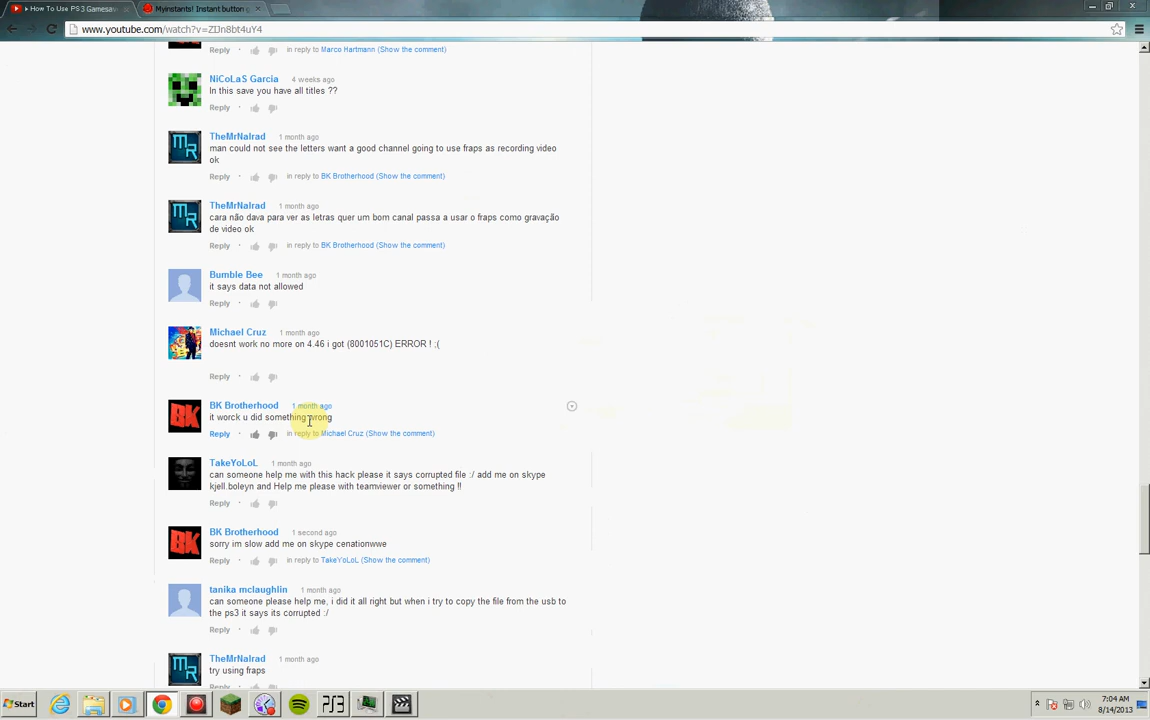 How To Use PS3 Gamesav
Myinstants! Instant button
www.youtube.com/watch?v=ZIJn8bt4uY4
Reply · in reply to Marco Hartmann (Show the comment)
NiCoLaS Garcia 4 weeks ago
In this save you have all titles ??
Reply ·
TheMrNalrad 1 month ago
man could not see the letters want a good channel going to use fraps as recording video
ok
Reply · in reply to BK Brotherhood (Show the comment)
TheMrNalrad 1 month ago
cara não dava para ver as letras quer um bom canal passa a usar o fraps como gravação
de video ok
Reply · in reply to BK Brotherhood (Show the comment)
Bumble Bee 1 month ago
it says data not allowed
Reply ·
Michael Cruz 1 month ago
doesnt work no more on 4.46 i got (8001051C) ERROR ! ;(
Reply ·
BK Brotherhood 1 month ago
it worck u did something wrong
Reply · in reply to Michael Cruz (Show the comment)
TakeYoLoL 1 month ago
can someone help me with this hack please it says corrupted file :/ add me on skype
kjell.boleyn and Help me please with teamviewer or something !!
Reply ·
BK Brotherhood 1 second ago
sorry im slow add me on skype cenationwwe
Reply · in reply to TakeYoLoL (Show the comment)
tanika mclaughlin 1 month ago
can someone please help me, i did it all right but when i try to copy the file from the usb to
the ps3 it says its corrupted :/
Reply ·
TheMrNalrad 1 month ago
try using fraps
Start
PS3
7:04 AM
8/14/2013